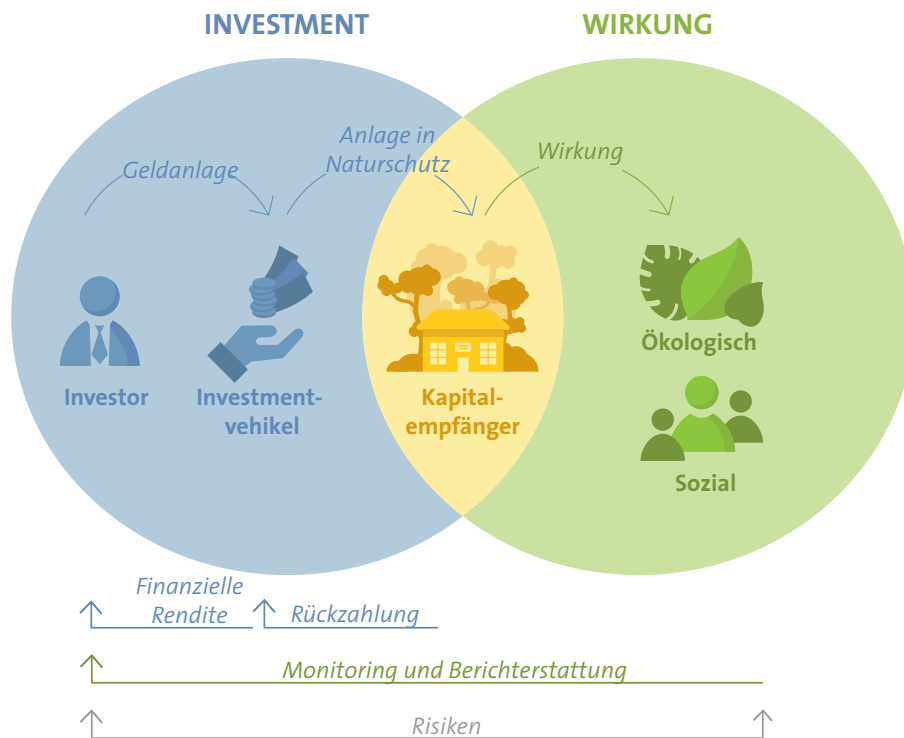 INVESTMENT
WIRKUNG
Geldanlage
Anlage in
Naturschutz
Wirkung
Investor
Investment-
vehikel
Kapital-
empfänger
Ökologisch
Sozial
Finanzielle
Rendite
Rückzahlung
Monitoring und Berichterstattung
Risiken